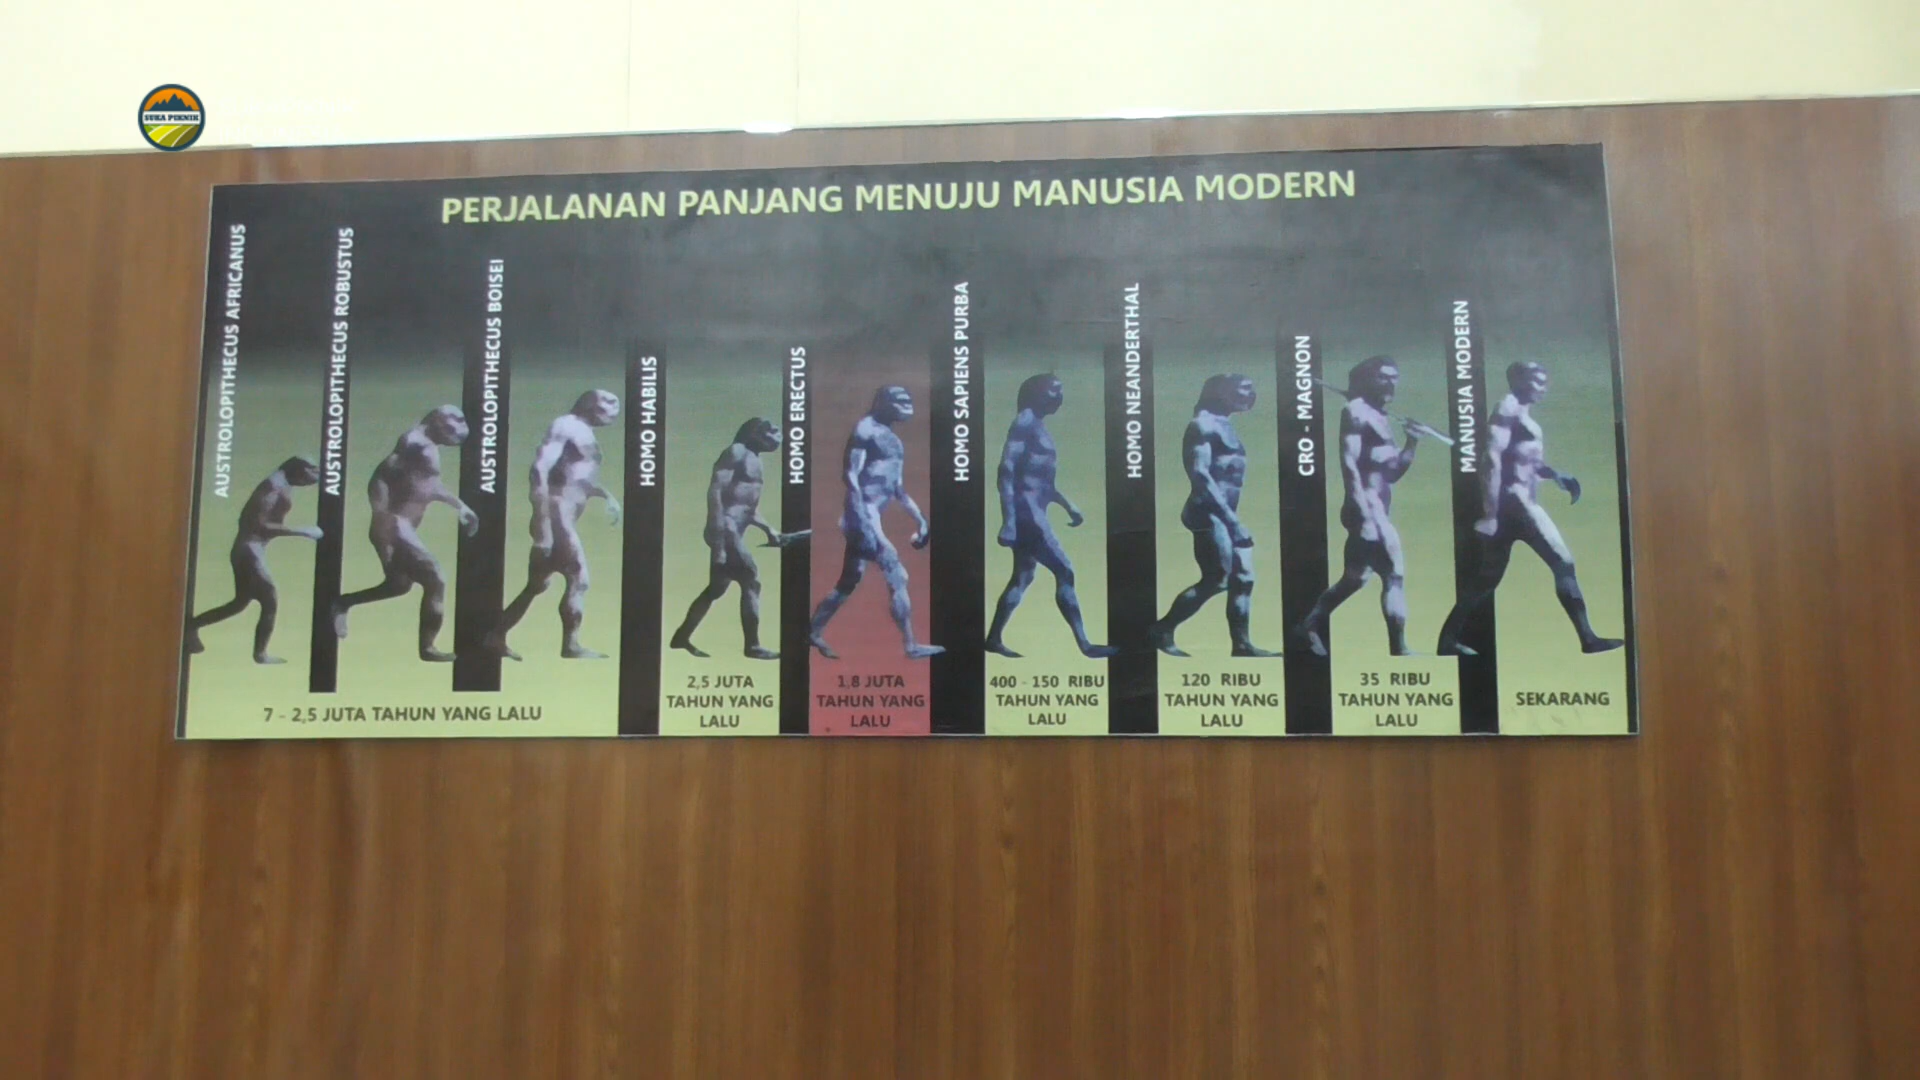 SUKA PIKNIK
PERJALANAN PANJANG MENUJU MANUSIA MODERN
AUSTROLOPITHECUS AFRICANUS
AUSTROLOPITHECUS ROBUSTUS
AUSTROLOPITHECUS BOISEI
HOMO HABILIS
HOMO ERECTUS
HOMO SAPIENS PURBA
HOMO NEANDERTHAL
CRO - MAGNON
MANUSIA MODERN
7 - 2,5 JUTA TAHUN YANG LALU
2,5 JUTA
TAHUN YANG
LALU
1,8 JUTA
TAHUN YANG
LALU
400 - 150 RIBU
TAHUN YANG
LALU
120 RIBU
TAHUN YANG
LALU
35 RIBU
TAHUN YANG
LALU
SEKARANG